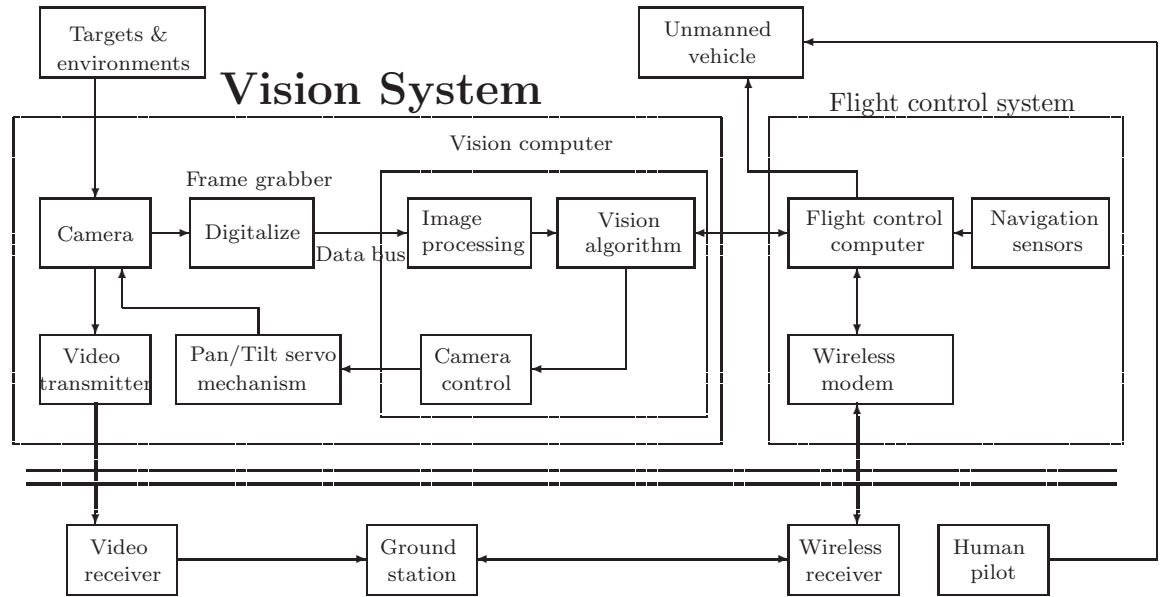 Targets &
environments
Unmanned
vehicle
Vision System
Flight control system
Vision computer
Frame grabber
Camera
Digitalize
Data bus
Image
processing
Vision
algorithm
Flight control
computer
Navigation
sensors
Video
transmitter
Pan/Tilt servo
mechanism
Camera
control
Wireless
modem
Video
receiver
Ground
station
Wireless
receiver
Human
pilot